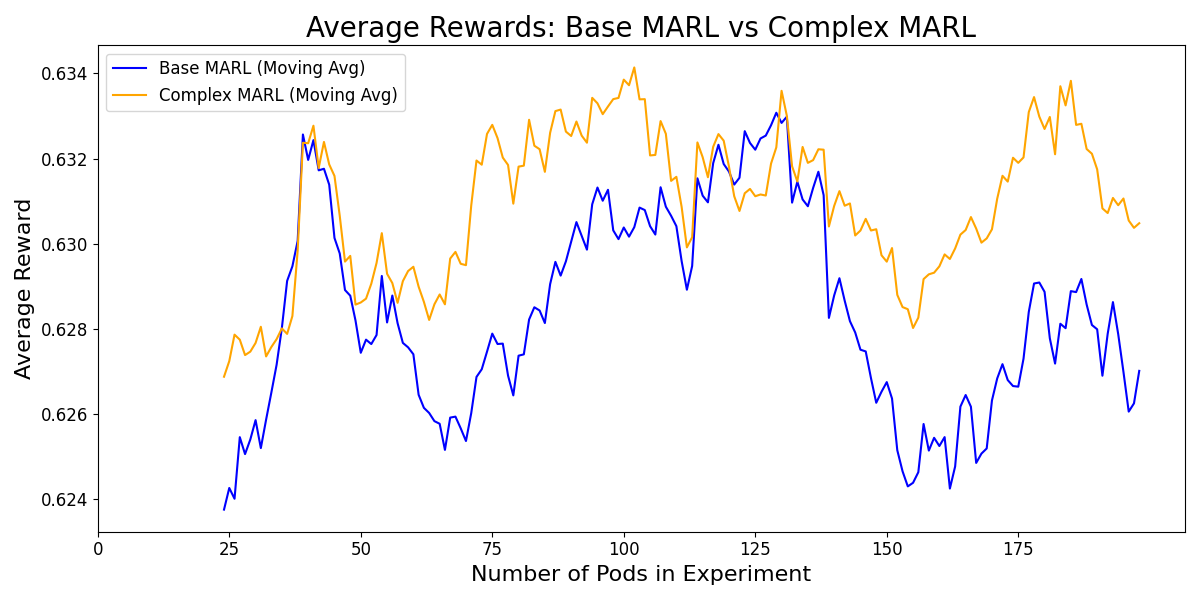 Average Rewards: Base MARL vs Complex MARL
Base MARL (Moving Avg)
Complex MARL (Moving Avg)
Average Reward
0.634
0.632
0.630
0.628
0.626
0.624
0 25 50 75 100 125 150 175
Number of Pods in Experiment